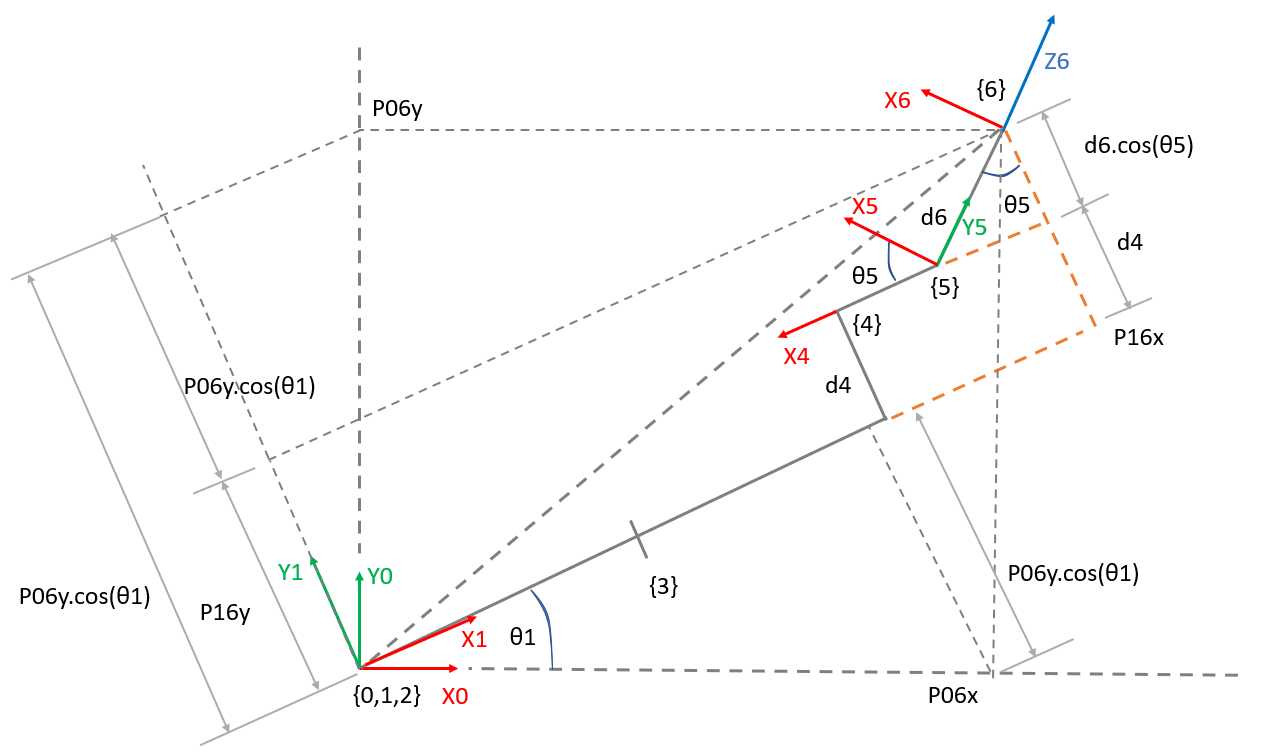 Z6
{6}
X6
P06y
d6.cos(θ5)
X5
θ5
d6
Y5
d4
θ5
{5}
{4}
P16x
X4
d4
P06y.cos(θ1)
Y1
Y0
P06y.cos(θ1)
{3}
P06y.cos(θ1)
P16y
X1
θ1
{0,1,2}
X0
P06x